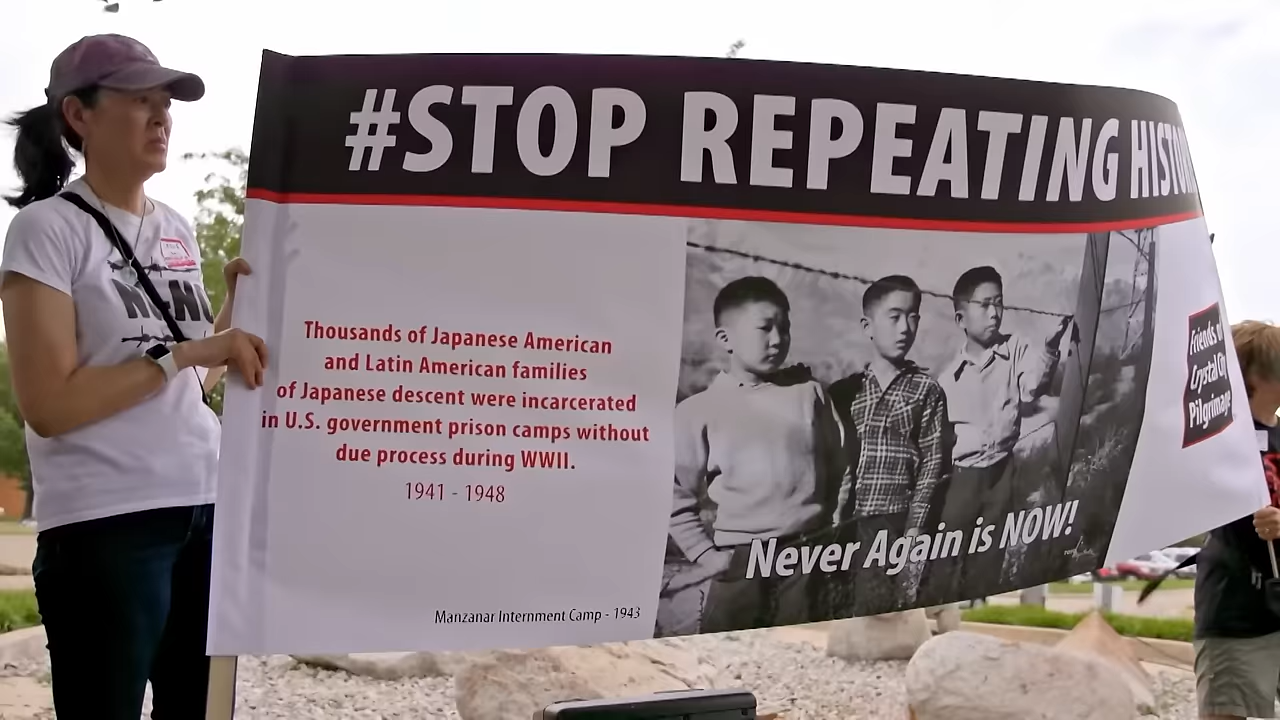 #STOP REPEATING HISTO
Thousands of Japanese American
and Latin American families
of Japanese descent were incarcerated
in U.S. government prison camps without
due process during WWII.
1941 - 1948
Manzanar Internment Camp - 1943
Never Again is NOW!
Friends of
Crystal City
Pilgrimage